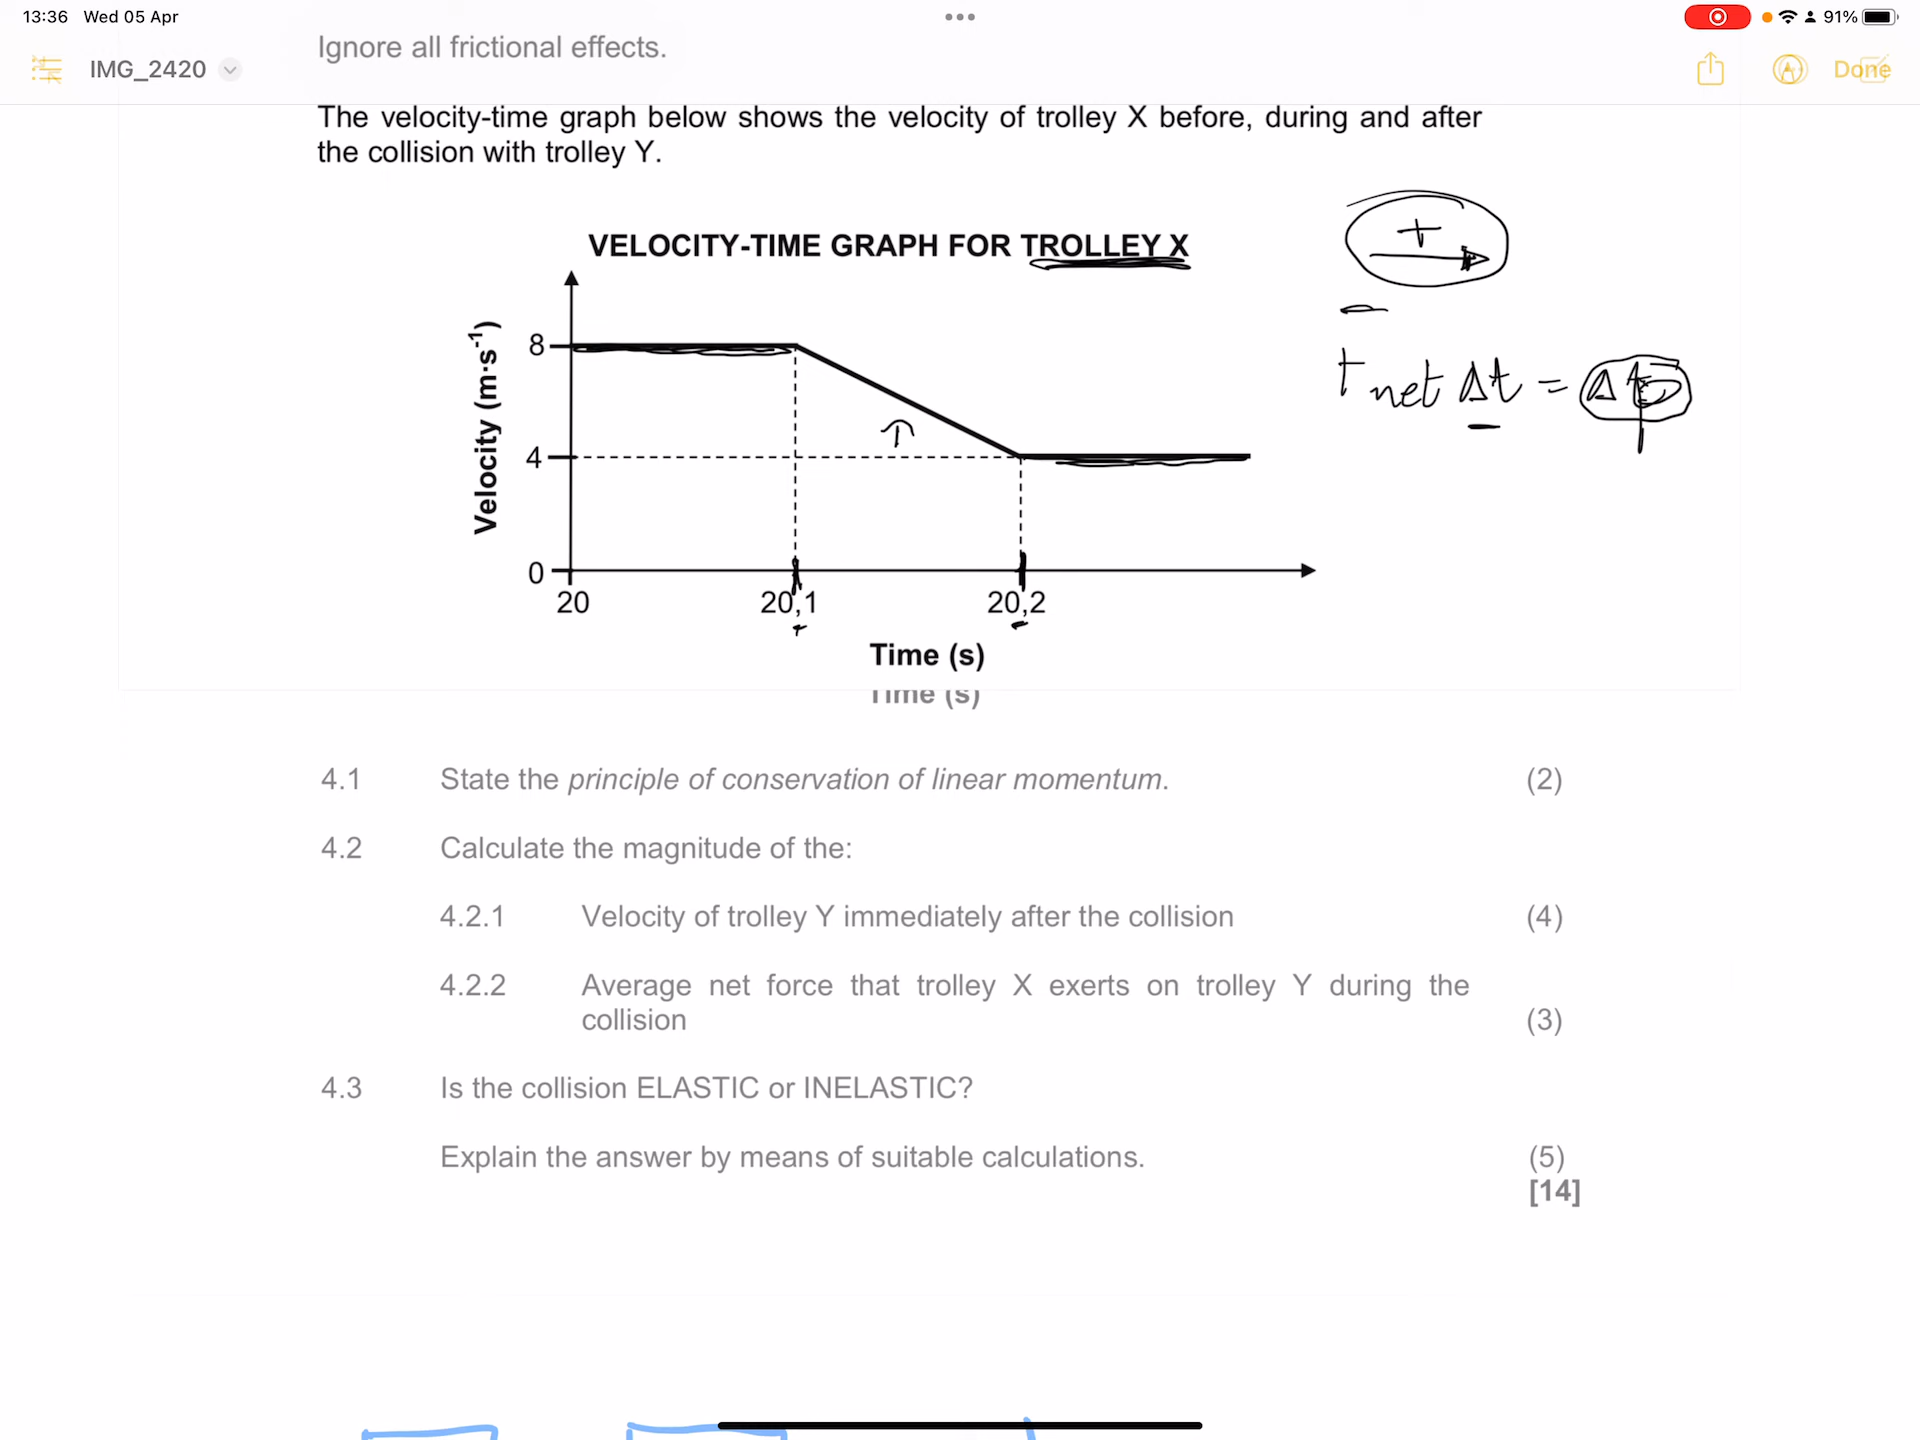 13:36 Wed 05 Apr
91%
IMG_2420
Done
Ignore all frictional effects.
The velocity-time graph below shows the velocity of trolley X before, during and after
the collision with trolley Y.
VELOCITY-TIME GRAPH FOR TROLLEY X
+
Velocity (m·s⁻¹)
8
4
0
20
20,1
20,2
Time (s)
Time (s)
net Δt = Δp
4.1 State the principle of conservation of linear momentum. (2)
4.2 Calculate the magnitude of the:
4.2.1 Velocity of trolley Y immediately after the collision (4)
4.2.2 Average net force that trolley X exerts on trolley Y during the
collision (3)
4.3 Is the collision ELASTIC or INELASTIC?
Explain the answer by means of suitable calculations. (5)
[14]